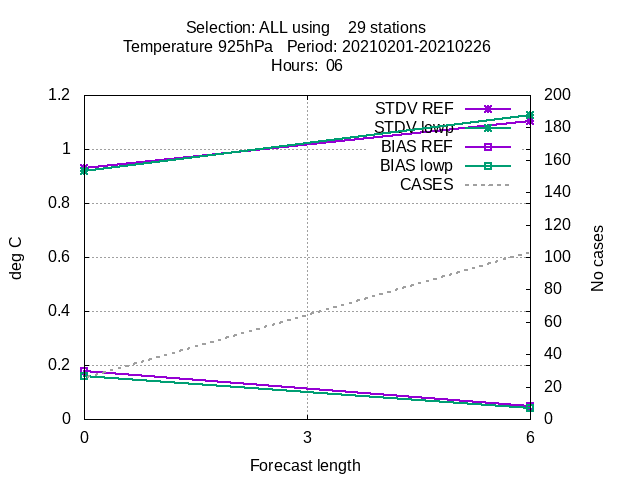 Selection: ALL using    29 stations
Temperature 925hPa   Period: 20210201-20210226
Hours:  06
1.2
1
0.8
0.6
0.4
0.2
0
200
180
160
140
120
100
80
60
40
20
0
STDV REF
STDV lowp
BIAS REF
BIAS lowp
CASES
deg C
No cases
0
3
6
Forecast length